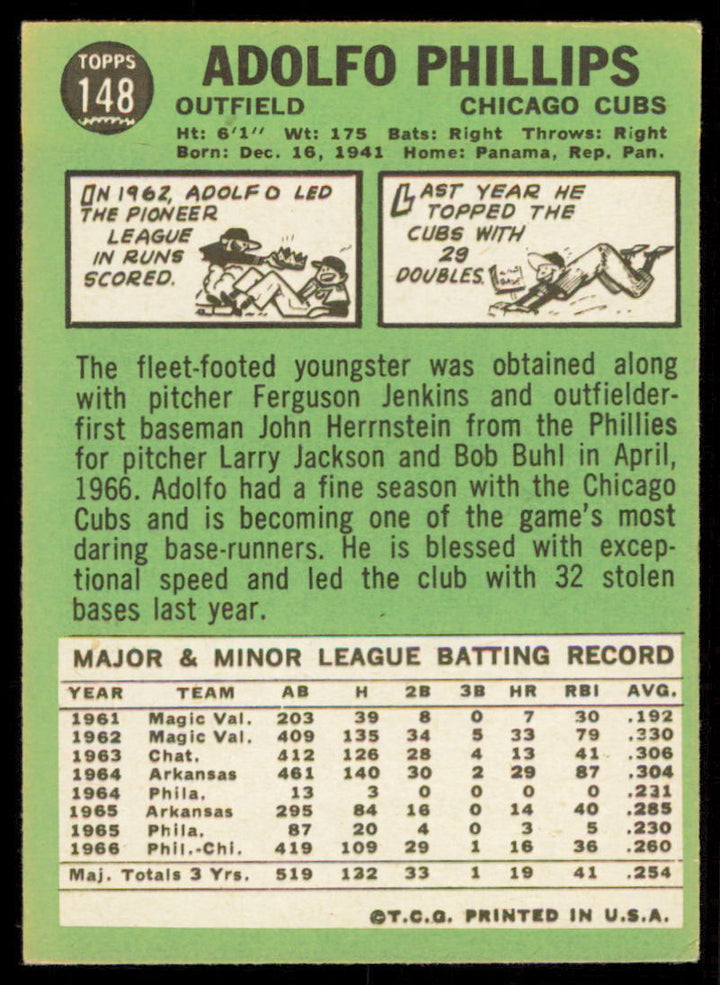 TOPPS
148
ADOLFO PHILLIPS
OUTFIELD CHICAGO CUBS
Ht: 6'1" Wt: 175 Bats: Right Throws: Right
Born: Dec. 16, 1941 Home: Panama, Rep. Pan.
IN 1962, ADOLFO LED
THE PIONEER
LEAGUE
IN RUNS
SCORED.
LAST YEAR HE
TOPPED THE
CUBS WITH
29
DOUBLES.
The fleet-footed youngster was obtained along
with pitcher Ferguson Jenkins and outfielder-
first baseman John Herrnstein from the Phillies
for pitcher Larry Jackson and Bob Buhl in April,
1966. Adolfo had a fine season with the Chicago
Cubs and is becoming one of the game's most
daring base-runners. He is blessed with excep-
tional speed and led the club with 32 stolen
bases last year.
MAJOR & MINOR LEAGUE BATTING RECORD
YEAR TEAM AB H 2B 3B HR RBI AVG.
1961 Magic Val. 203 39 8 0 7 30 .192
1962 Magic Val. 409 135 34 5 33 79 .330
1963 Chat. 412 126 28 4 13 41 .306
1964 Arkansas 461 140 30 2 29 87 .304
1964 Phila. 13 3 0 0 0 0 .231
1965 Arkansas 295 84 16 0 14 40 .285
1965 Phila. 87 20 4 0 3 5 .230
1966 Phil.-Chi. 419 109 29 1 16 36 .260
Maj. Totals 3 Yrs. 519 132 33 1 19 41 .254
©T.C.G. PRINTED IN U.S.A.